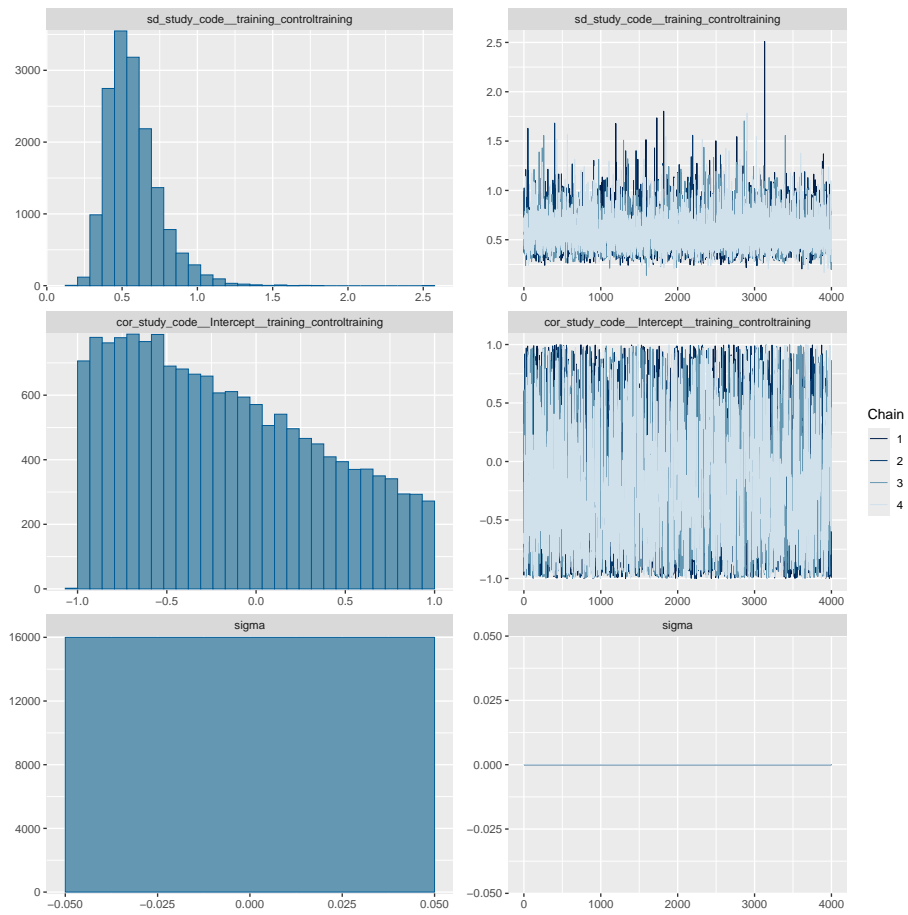 sd_study_code__training_controltraining
3000
2000
1000
0
0.0 0.5 1.0 1.5 2.0 2.5
sd_study_code__training_controltraining
2.5
2.0
1.5
1.0
0.5
0 1000 2000 3000 4000
cor_study_code__Intercept__training_controltraining
600
400
200
0
−1.0 −0.5 0.0 0.5 1.0
cor_study_code__Intercept__training_controltraining
1.0
0.5
0.0
−0.5
−1.0
0 1000 2000 3000 4000
sigma
16000
12000
8000
4000
0
−0.050 −0.025 0.000 0.025 0.050
sigma
0.050
0.025
0.000
−0.025
−0.050
0 1000 2000 3000 4000
Chain
1
2
3
4